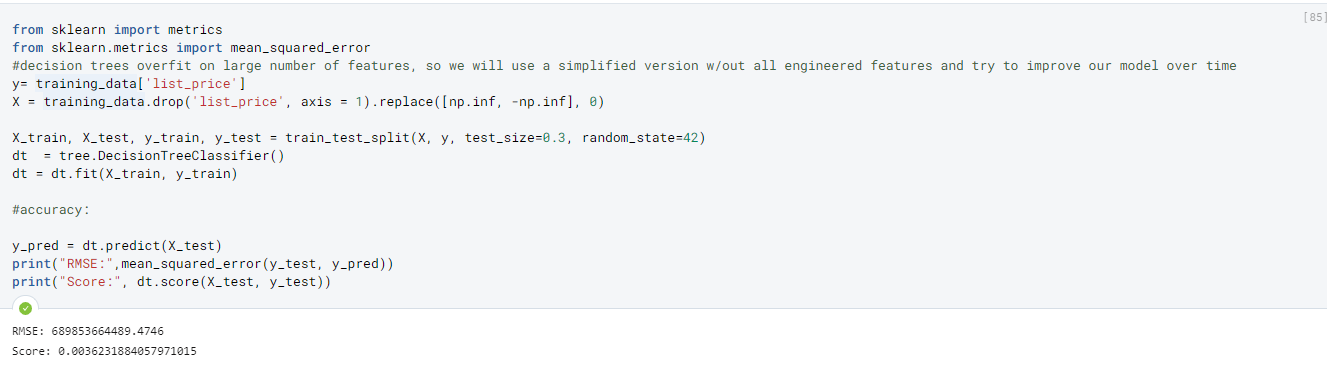 [85]
from sklearn import metrics
from sklearn.metrics import mean_squared_error
#decision trees overfit on large number of features, so we will use a simplified version w/out all engineered features and try to improve our model over time
y= training_data['list_price']
X = training_data.drop('list_price', axis = 1).replace([np.inf, -np.inf], 0)
X_train, X_test, y_train, y_test = train_test_split(X, y, test_size=0.3, random_state=42)
dt  = tree.DecisionTreeClassifier()
dt = dt.fit(X_train, y_train)
#accuracy:
y_pred = dt.predict(X_test)
print("RMSE:",mean_squared_error(y_test, y_pred))
print("Score:", dt.score(X_test, y_test))
RMSE: 689853664489.4746
Score: 0.0036231884057971015